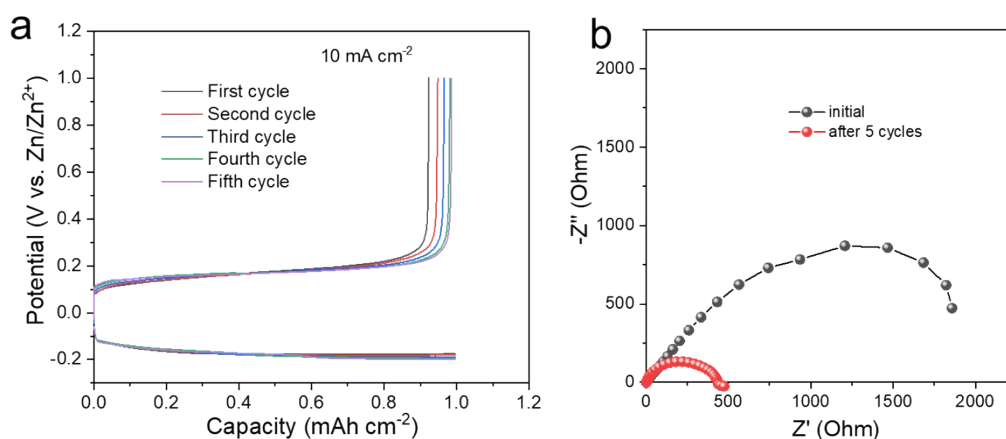 a
10 mA cm⁻²
First cycle
Second cycle
Third cycle
Fourth cycle
Fifth cycle
Potential (V vs. Zn/Zn²⁺)
1.2
1.0
0.8
0.6
0.4
0.2
0.0
-0.2
0.0 0.2 0.4 0.6 0.8 1.0 1.2
Capacity (mAh cm⁻²)
b
initial
after 5 cycles
-Z'' (Ohm)
2000
1500
1000
500
0
0 500 1000 1500 2000
Z' (Ohm)